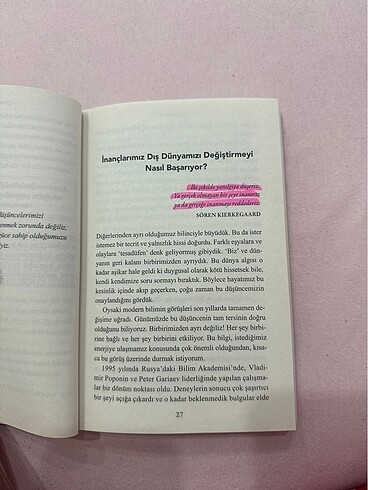 düşüncelerimizi
enmek zorunda değiliz.
güce sahip olduğumuzu
yiz.
İnançlarımız Dış Dünyamızı Değiştirmeyi
Nasıl Başarıyor?
İki şekilde yanılgıya düşeriz.
Ya gerçek olmayan bir şeye inanırız
ya da gerçeğe inanmayı reddederiz.
SÖREN KIERKEGAARD
Diğerlerinden ayrı olduğumuz bilinciyle büyüdük. Bu da ister
istemez bir tecrit ve yalnızlık hissi doğurdu. Farklı eşyalara ve
olaylara 'tesadüfen' denk geliyormuş gibiydik. 'Biz' ve dün-
yanın geri kalanı birbirimizden ayrıydık. Bu dünya algısı o
kadar aşikar hale geldi ki duygusal olarak kötü hissetsek bile,
kendi kendimize soru sormayı bıraktık. Böylece hayatımız bu
kesinlik içinde akıp geçerken, çoğu zaman bu düşüncemizin
onaylandığını gördük.
Oysaki modern bilimin görüşleri son yıllarda tamamen de-
ğişime uğradı. Günümüzde bu düşüncenin tersinin doğru
olduğunu biliyoruz. Birbirimizden ayrı değiliz! Her şey birbi-
rine bağlı ve her şey birbirini etkiliyor. Bu bilgi, istediğimiz
enerjiye ulaşmamız konusunda çok önemli olduğundan, kısa-
ca bu görüş üzerinde durmak istiyorum.
1995 yılında Rusya'daki Bilim Akademisi'nde, Vladi-
mir Poponin ve Peter Gariaev liderliğinde yapılan çalışma-
lar bir dönüm noktası oldu. Deneylerin sonucu çok şaşırtıcı
bir şeyi açığa çıkardı ve o kadar beklenmedik bulgular elde
27